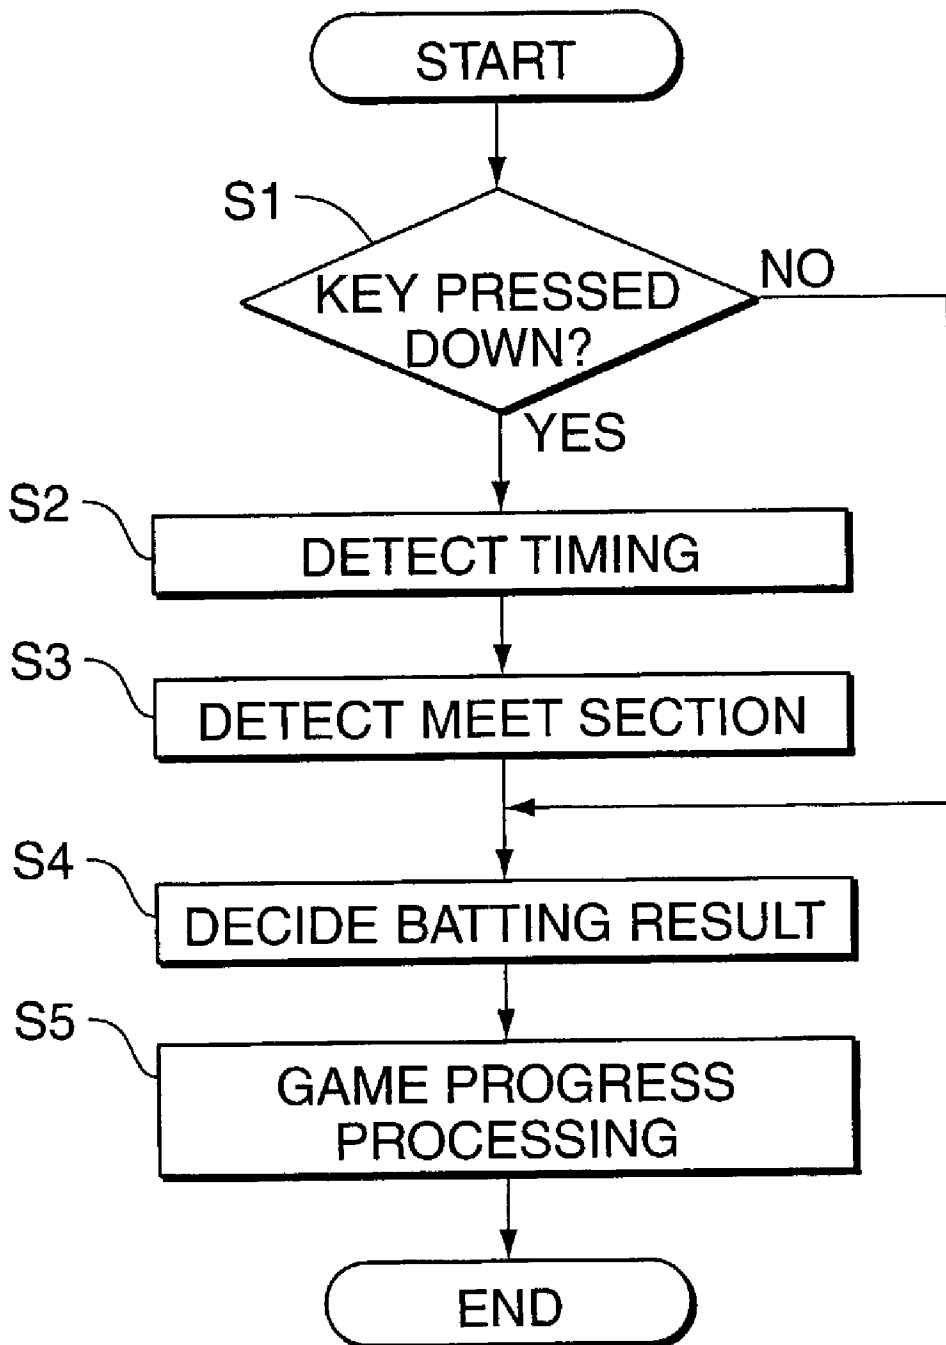 START
S1
NO
KEY PRESSED
DOWN?
YES
S2
DETECT TIMING
S3
DETECT MEET SECTION
S4
DECIDE BATTING RESULT
S5
GAME PROGRESS
PROCESSING
END